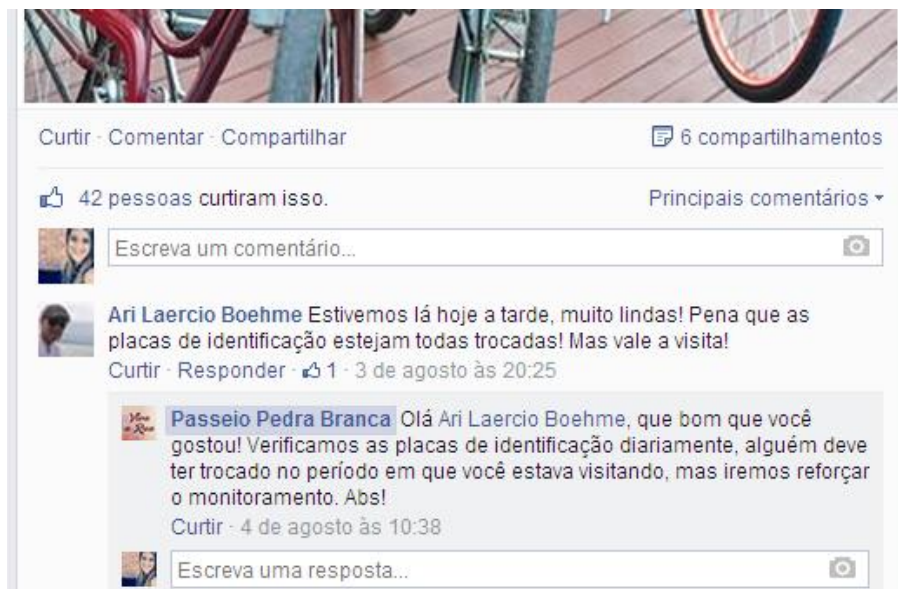 Curtir · Comentar · Compartilhar 6 compartilhamentos
42 pessoas curtiram isso. Principais comentários
Escreva um comentário...
Ari Laercio Boehme Estivemos lá hoje a tarde, muito lindas! Pena que as
placas de identificação estejam todas trocadas! Mas vale a visita!
Curtir · Responder · 1 · 3 de agosto às 20:25
Viva a Rua
Passeio Pedra Branca Olá Ari Laercio Boehme, que bom que você
gostou! Verificamos as placas de identificação diariamente, alguém deve
ter trocado no período em que você estava visitando, mas iremos reforçar
o monitoramento. Abs!
Curtir · 4 de agosto às 10:38
Escreva uma resposta...